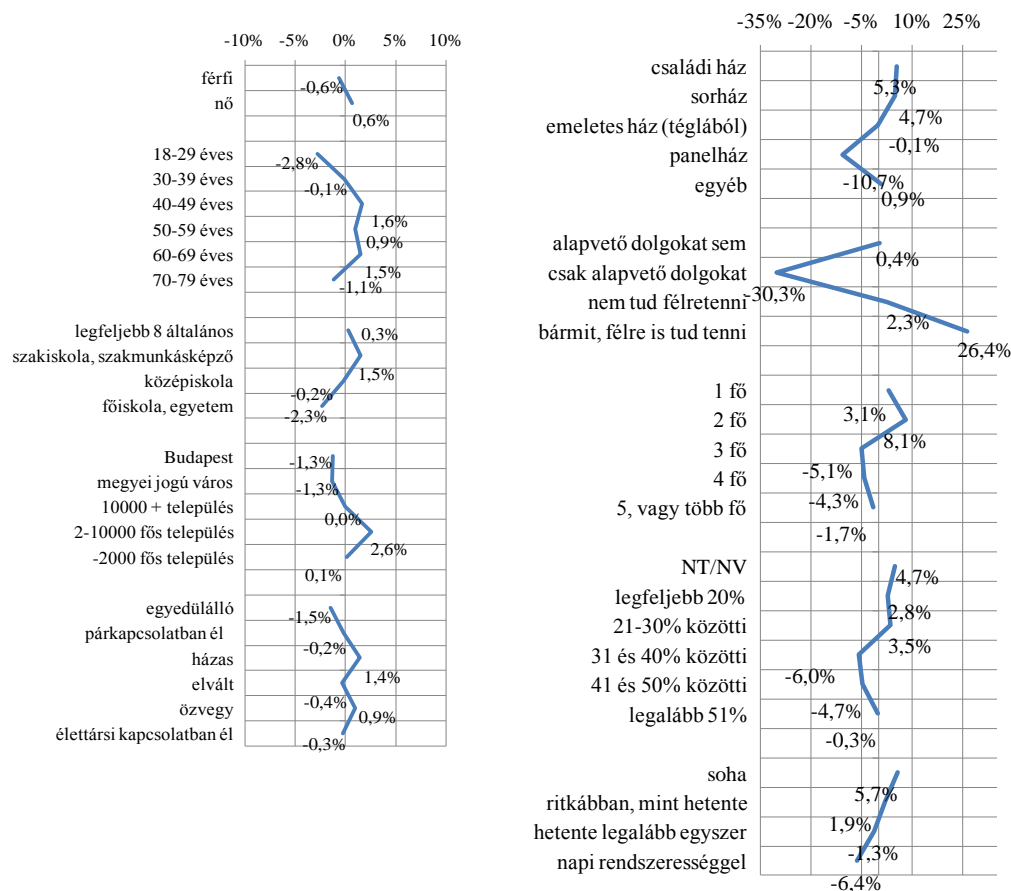 -10% -5% 0% 5% 10%
férfi
-0,6%
nő
0,6%
18-29 éves
-2,8%
30-39 éves
-0,1%
40-49 éves
1,6%
50-59 éves
0,9%
60-69 éves
1,5%
70-79 éves
-1,1%
legfeljebb 8 általános
0,3%
szakiskola, szakmunkásképző
1,5%
középiskola
-0,2%
főiskola, egyetem
-2,3%
Budapest
-1,3%
megyei jogú város
-1,3%
10000 + település
0,0%
2-10000 fős település
2,6%
-2000 fős település
0,1%
egyedülálló
-1,5%
párkapcsolatban él
-0,2%
házas
1,4%
elvált
-0,4%
özvegy
0,9%
élettársi kapcsolatban él
-0,3%
-35% -20% -5% 10% 25%
családi ház
5,3%
sorház
4,7%
emeletes ház (téglából)
-0,1%
panelház
-10,7%
egyéb
0,9%
alapvető dolgokat sem
0,4%
csak alapvető dolgokat
-30,3%
nem tud félretenni
2,3%
bármit, félre is tud tenni
26,4%
1 fő
3,1%
2 fő
8,1%
3 fő
-5,1%
4 fő
-4,3%
5, vagy több fő
-1,7%
NT/NV
4,7%
legfeljebb 20%
2,8%
21-30% közötti
3,5%
31 és 40% közötti
-6,0%
41 és 50% közötti
-4,7%
legalább 51%
-0,3%
soha
5,7%
ritkábban, mint hetente
1,9%
hetente legalább egyszer
-1,3%
napi rendszerességgel
-6,4%